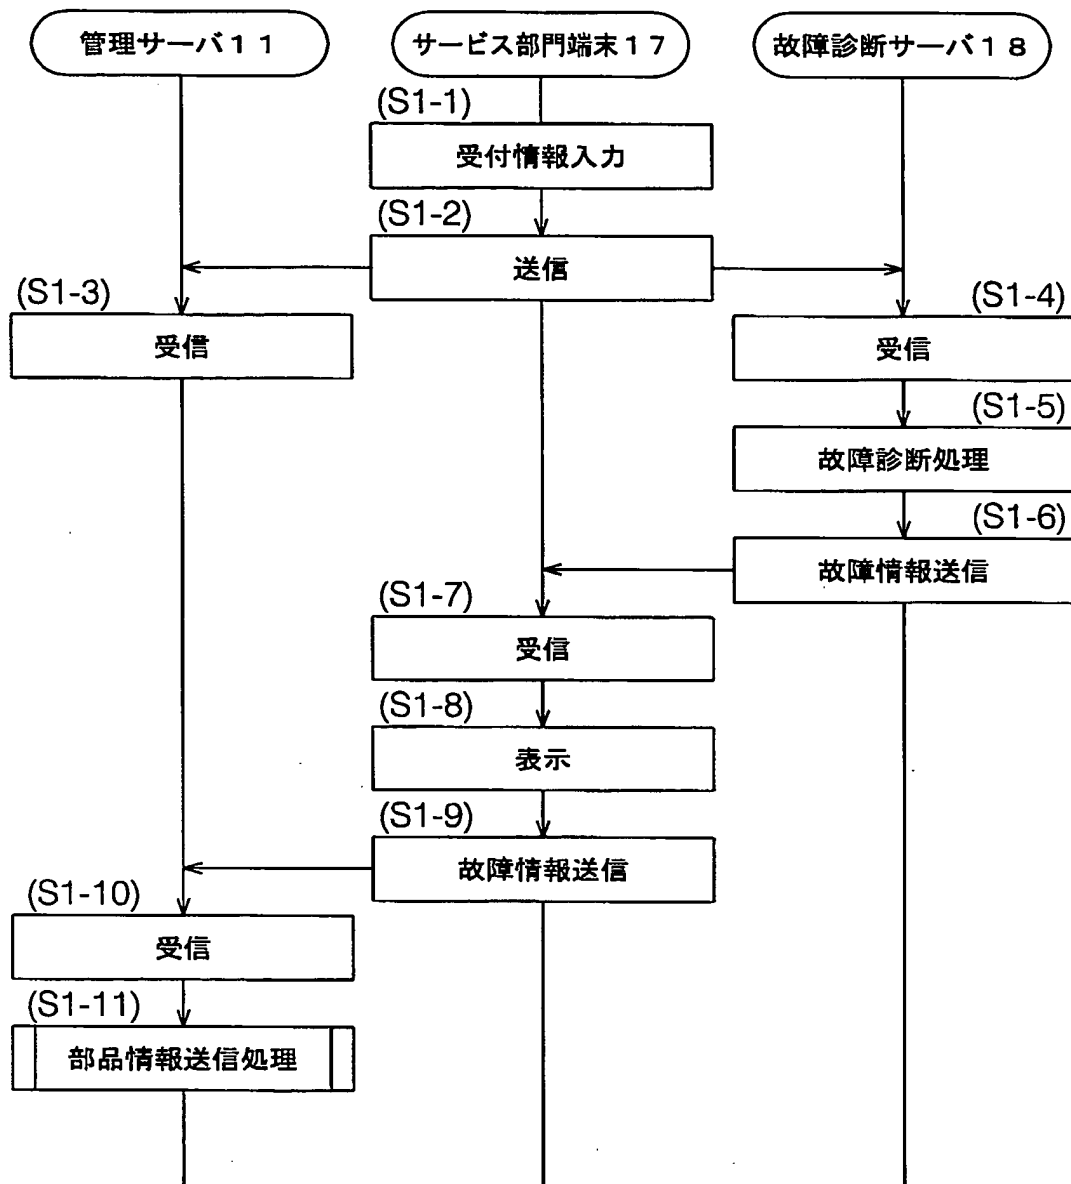 管理サーバ１１
サービス部門端末１７
故障診断サーバ１８
(S1-1)
受付情報入力
(S1-2)
送信
(S1-3)
受信
(S1-4)
受信
(S1-5)
故障診断処理
(S1-6)
故障情報送信
(S1-7)
受信
(S1-8)
表示
(S1-9)
故障情報送信
(S1-10)
受信
(S1-11)
部品情報送信処理